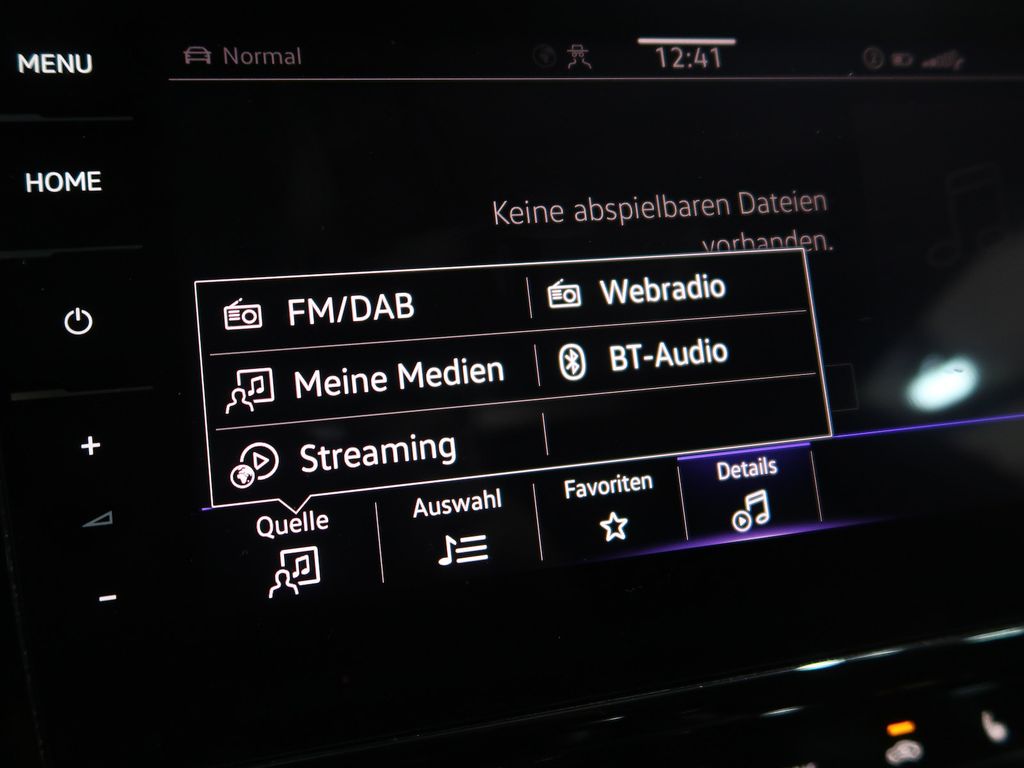 MENU
Normal
12:41
HOME
Keine abspielbaren Dateien
vorhanden.
FM/DAB
Webradio
Meine Medien
BT-Audio
Streaming
Quelle
Auswahl
Favoriten
Details
+
-